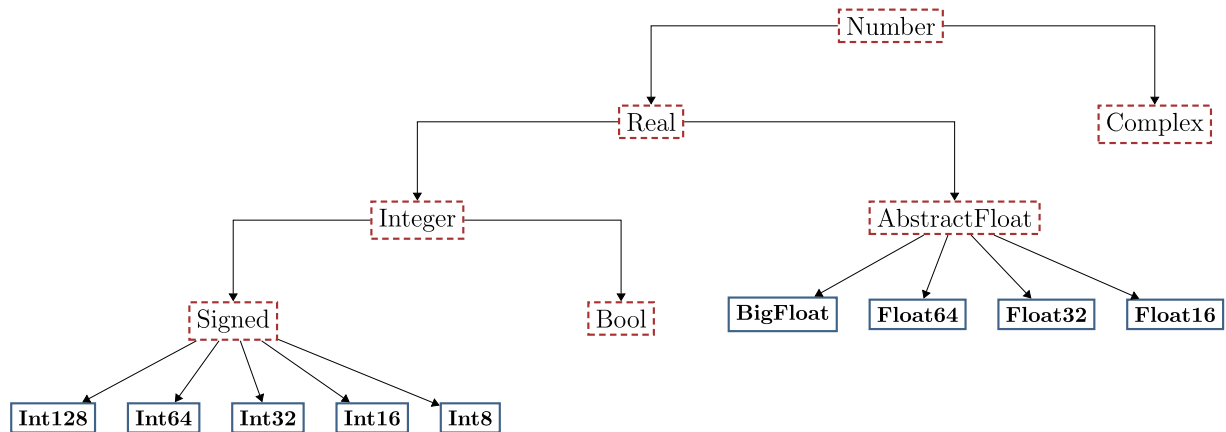 Number
Real
Complex
Integer
AbstractFloat
Signed
Bool
BigFloat
Float64
Float32
Float16
Int128
Int64
Int32
Int16
Int8